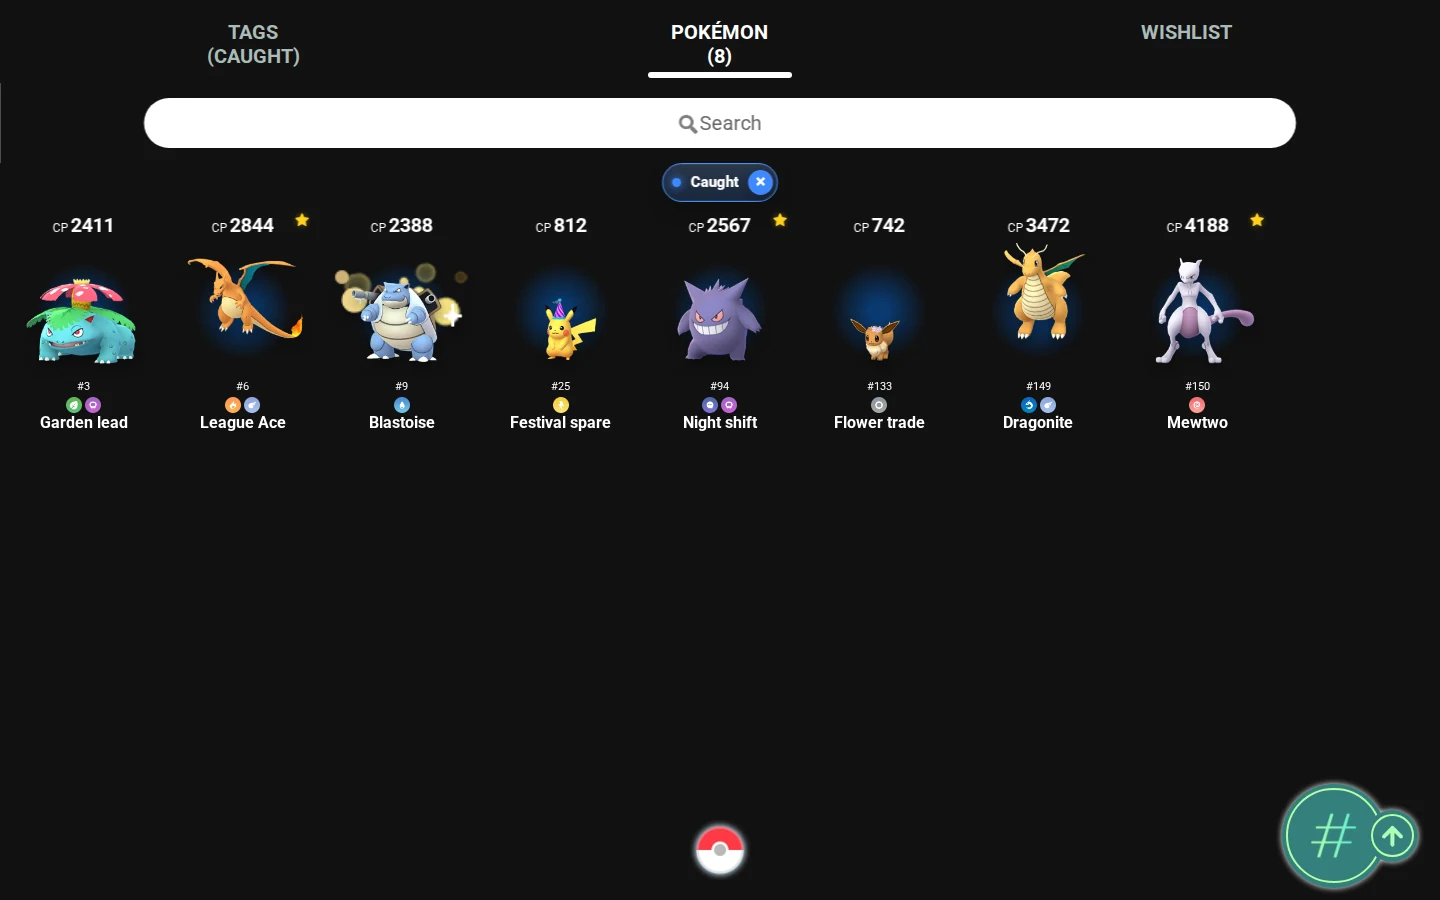 TAGS
(CAUGHT)
POKÉMON
(8)
WISHLIST
Search
Caught
CP 2411
CP 2844
CP 2388
CP 812
CP 2567
CP 742
CP 3472
CP 4188
#3
#6
#9
#25
#94
#133
#149
#150
Garden lead
League Ace
Blastoise
Festival spare
Night shift
Flower trade
Dragonite
Mewtwo
#